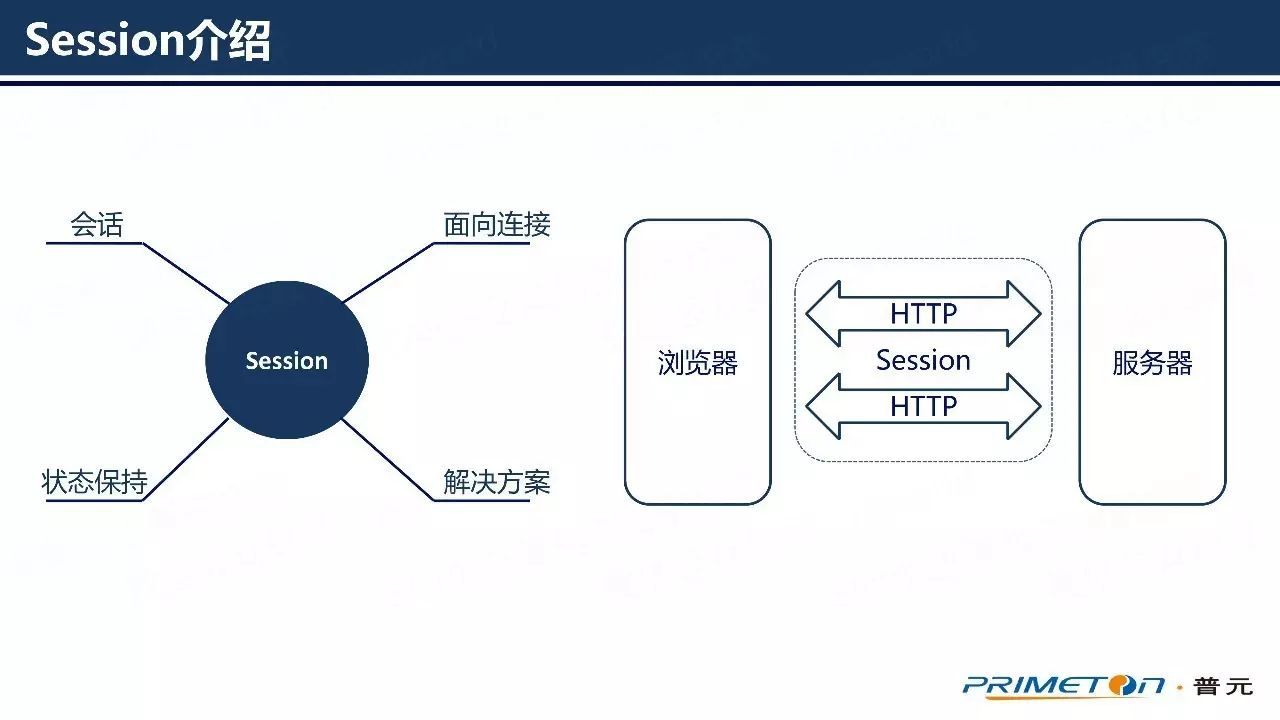 Session介绍
会话
面向连接
Session
状态保持
解决方案
浏览器
HTTP
Session
HTTP
服务器
PRIMETON·普元